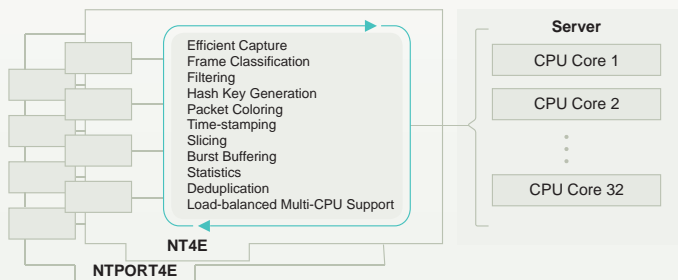 Efficient Capture
Frame Classification
Filtering
Hash Key Generation
Packet Coloring
Time-stamping
Slicing
Burst Buffering
Statistics
Deduplication
Load-balanced Multi-CPU Support
NT4E
NTPORT4E
Server
CPU Core 1
CPU Core 2
CPU Core 32